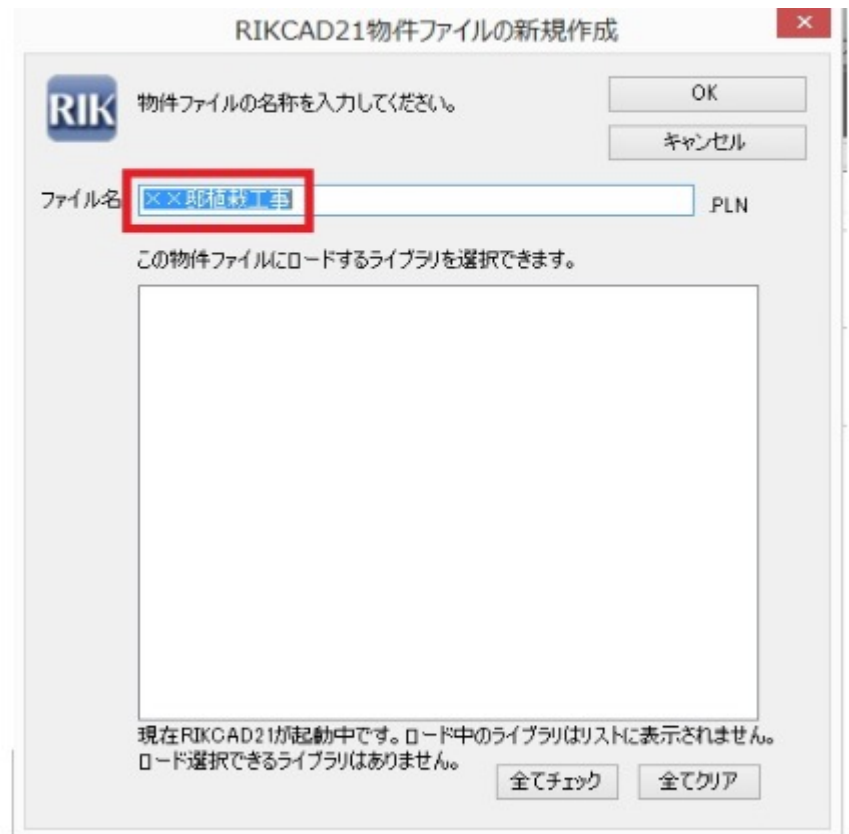 RIKCAD21物件ファイルの新規作成
RIK
物件ファイルの名称を入力してください。
OK
キャンセル
ファイル名
××邸植栽工事
.PLN
この物件ファイルにロードするライブラリを選択できます。
現在RIKCAD21が起動中です。ロード中のライブラリはリストに表示されません。
ロード選択できるライブラリはありません。
全てチェック
全てクリア